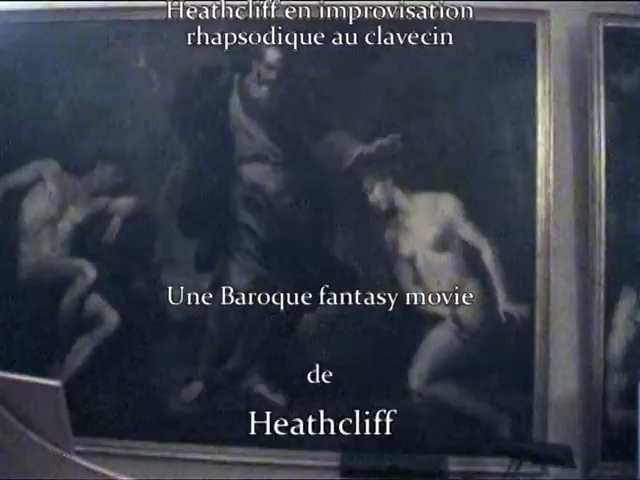 Heathcliff en improvisation
rhapsodique au clavecin
Une Baroque fantasy movie
de
Heathcliff